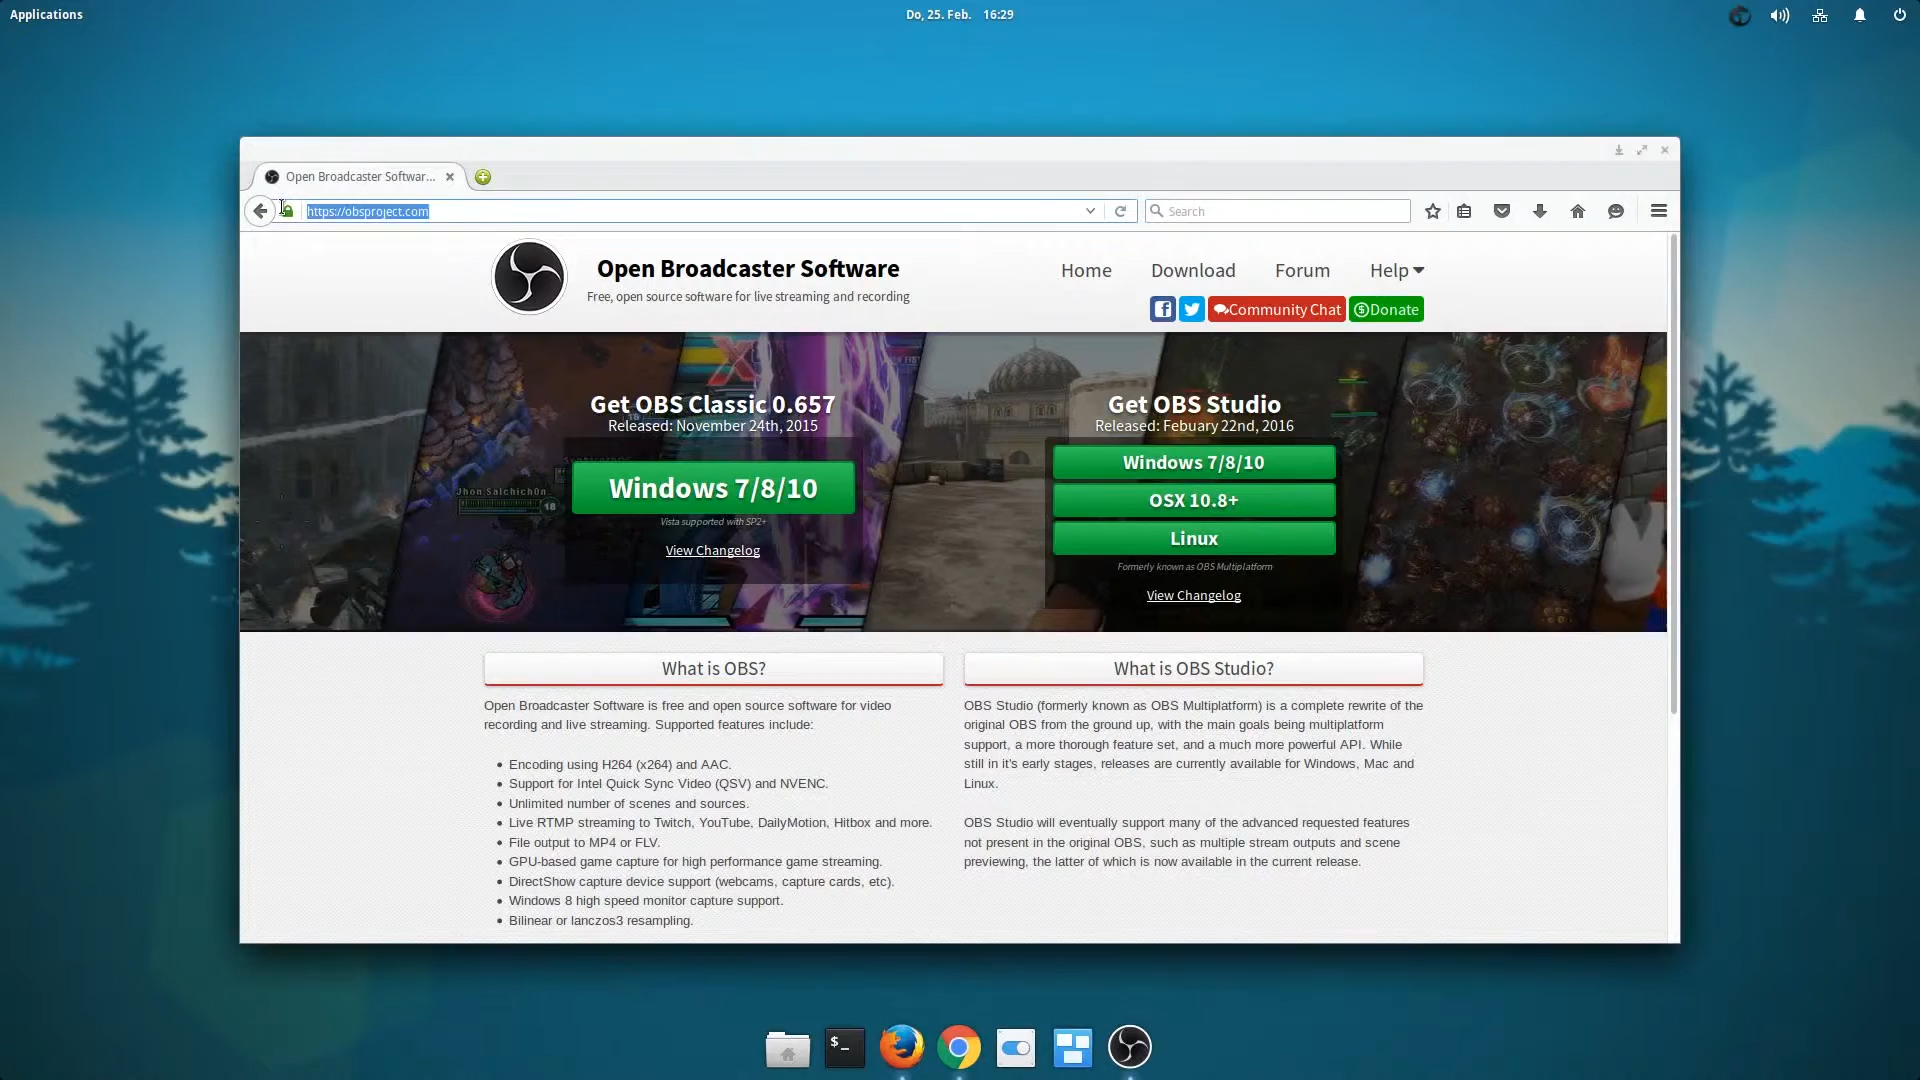 Applications
Do, 25. Feb. 16:29
Open Broadcaster Softwar...
https://obsproject.com
Search
Open Broadcaster Software
Free, open source software for live streaming and recording
Home Download Forum Help
Community Chat Donate
Get OBS Classic 0.657
Released: November 24th, 2015
Windows 7/8/10
Vista supported with SP2+
View Changelog
Get OBS Studio
Released: Febuary 22nd, 2016
Windows 7/8/10
OSX 10.8+
Linux
Formerly known as OBS Multiplatform
View Changelog
Jhon Salchichon
18
What is OBS?
Open Broadcaster Software is free and open source software for video
recording and live streaming. Supported features include:
Encoding using H264 (x264) and AAC.
Support for Intel Quick Sync Video (QSV) and NVENC.
Unlimited number of scenes and sources.
Live RTMP streaming to Twitch, YouTube, DailyMotion, Hitbox and more.
File output to MP4 or FLV.
GPU-based game capture for high performance game streaming.
DirectShow capture device support (webcams, capture cards, etc).
Windows 8 high speed monitor capture support.
Bilinear or lanczos3 resampling.
What is OBS Studio?
OBS Studio (formerly known as OBS Multiplatform) is a complete rewrite of the
original OBS from the ground up, with the main goals being multiplatform
support, a more thorough feature set, and a much more powerful API. While
still in it's early stages, releases are currently available for Windows, Mac and
Linux.
OBS Studio will eventually support many of the advanced requested features
not present in the original OBS, such as multiple stream outputs and scene
previewing, the latter of which is now available in the current release.
$_